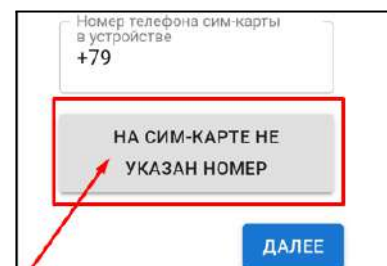 Номер телефона сим-карты
в устройстве
+79
НА СИМ-КАРТЕ НЕ
УКАЗАН НОМЕР
ДАЛЕЕ